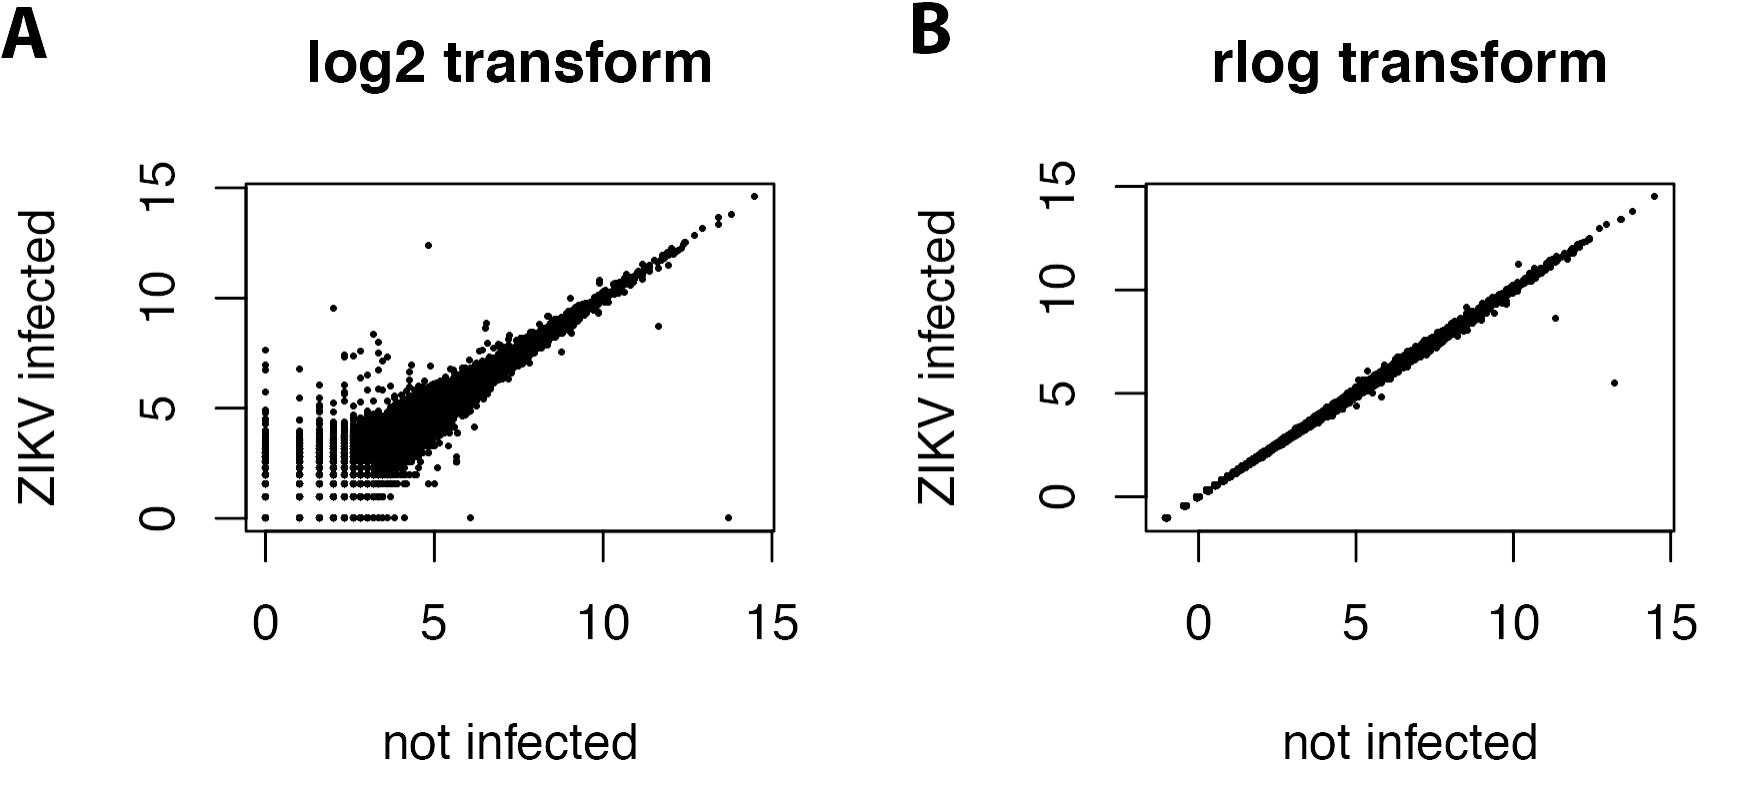 A
log2 transform
ZIKV infected
15
10
5
0
0 5 10 15
not infected
B
rlog transform
ZIKV infected
15
10
5
0
0 5 10 15
not infected